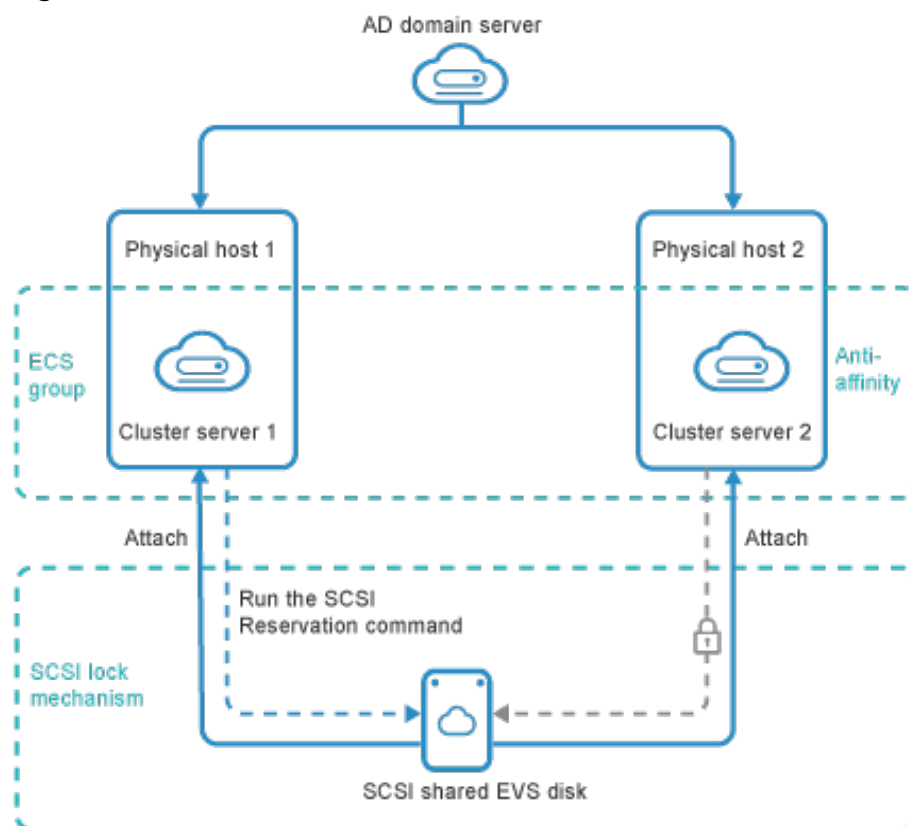 AD domain server
Physical host 1
Physical host 2
ECS
group
Anti-
affinity
Cluster server 1
Cluster server 2
Attach
Attach
Run the SCSI
Reservation command
SCSI lock
mechanism
SCSI shared EVS disk